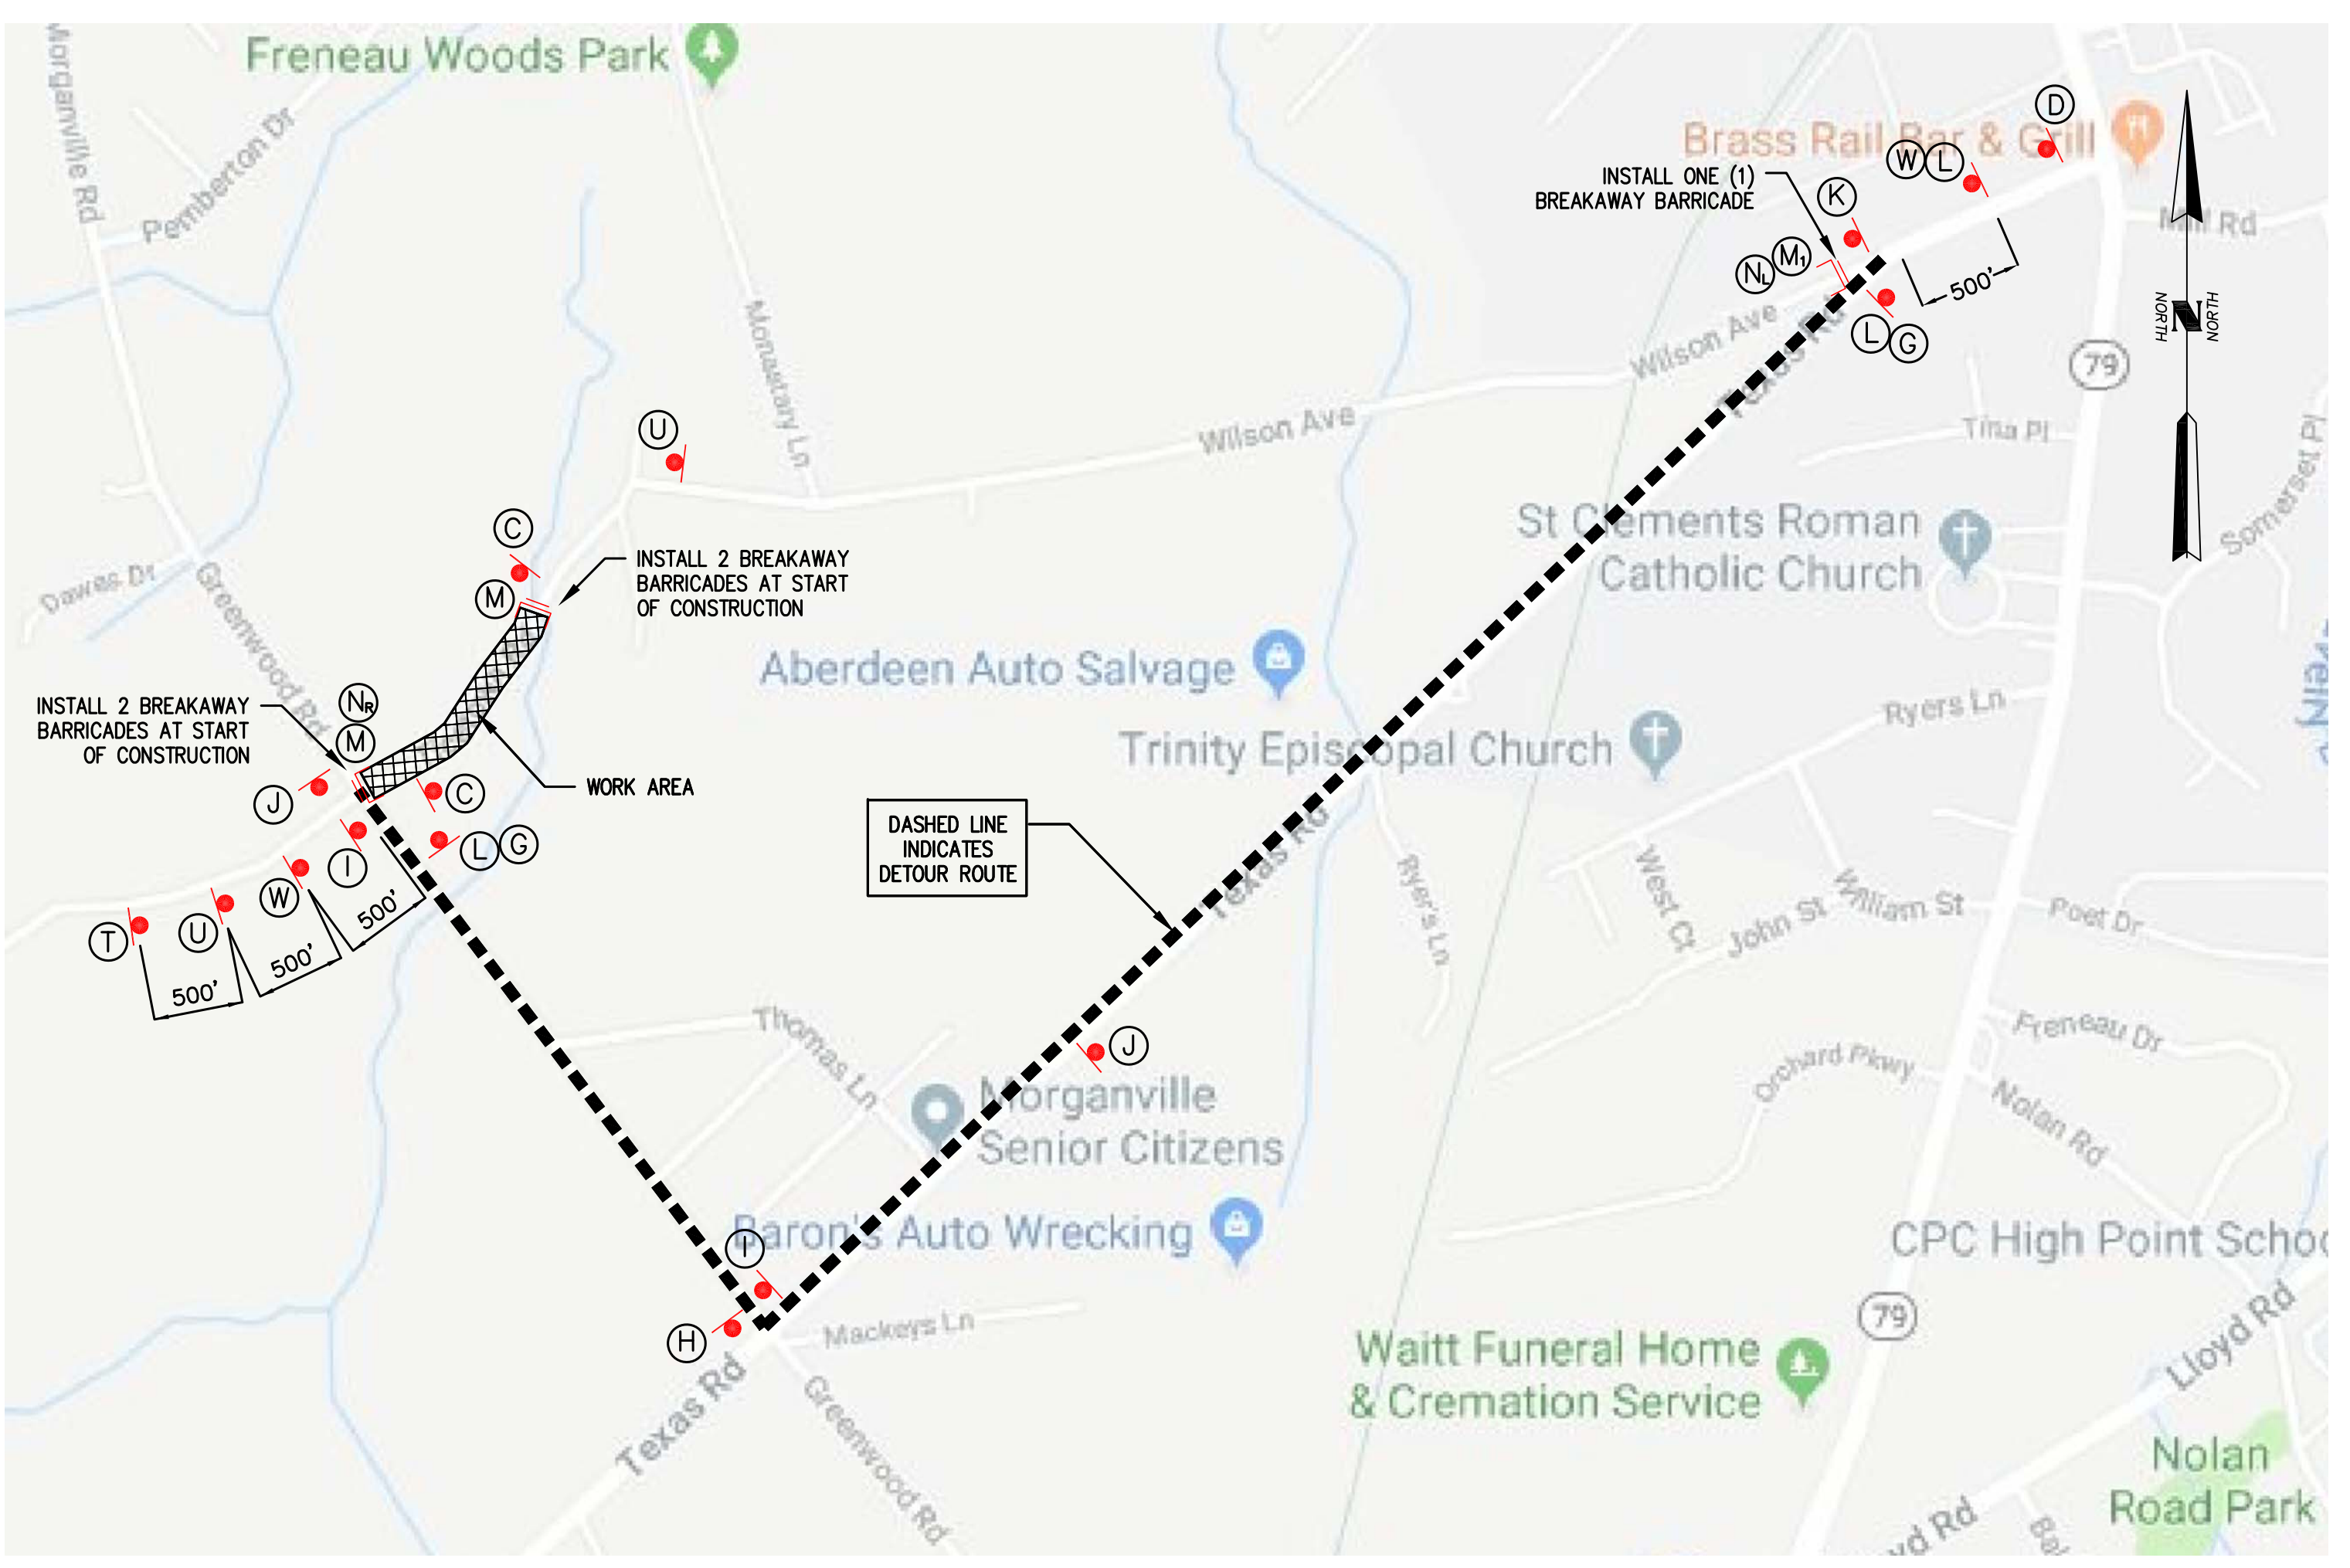 Freneau Woods Park
Morganville Rd
Pemberton Dr
Brass Rail Bar & Grill
D
W L
INSTALL ONE (1)
BREAKAWAY BARRICADE
K
Mill Rd
NL M1
500'
NORTH N NORTH
L G
Wilson Ave
Texas Rd
79
Monastary Ln
U
Wilson Ave
Tina Pl
Somerset Pl
C
St Clements Roman
Catholic Church
INSTALL 2 BREAKAWAY
BARRICADES AT START
OF CONSTRUCTION
Dawes Dr
M
Greenwood Rd
Aberdeen Auto Salvage
INSTALL 2 BREAKAWAY
BARRICADES AT START
OF CONSTRUCTION
NR
M
Ryers Ln
Trinity Episcopal Church
WORK AREA
J
C
DASHED LINE
INDICATES
DETOUR ROUTE
Texas Rd
L G
I
W
U
T
500'
500'
500'
Ryer's Ln
West Ct
John St
William St
Poet Dr
Thomas Ln
J
Freneau Dr
Orchard Pkwy
Nolan Rd
Morganville
Senior Citizens
Baron's Auto Wrecking
I
CPC High Point Schoo
H
Mackeys Ln
79
Lloyd Rd
Waitt Funeral Home
& Cremation Service
Texas Rd
Greenwood Rd
Nolan
Road Park
yd Rd